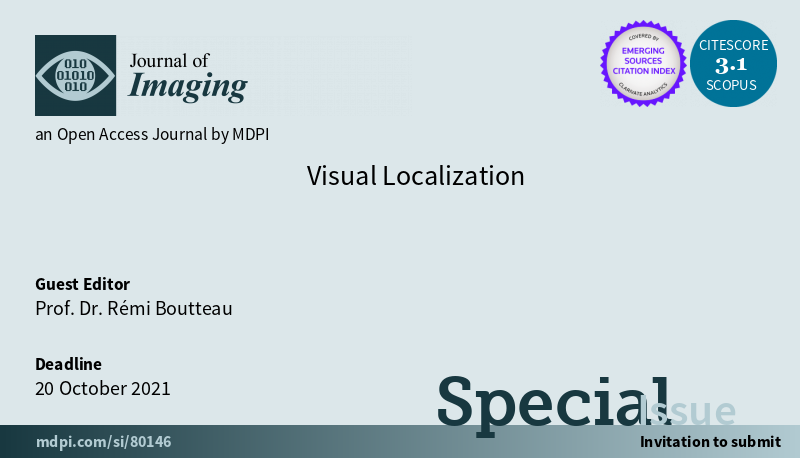 010
01010
010
Journal of
Imaging
an Open Access Journal by MDPI
COVERED BY
EMERGING
SOURCES
CITATION INDEX
CLARIVATE ANALYTICS
CITESCORE
3.1
SCOPUS
Visual Localization
Guest Editor
Prof. Dr. Rémi Boutteau
Deadline
20 October 2021
Special Issue
mdpi.com/si/80146
Invitation to submit